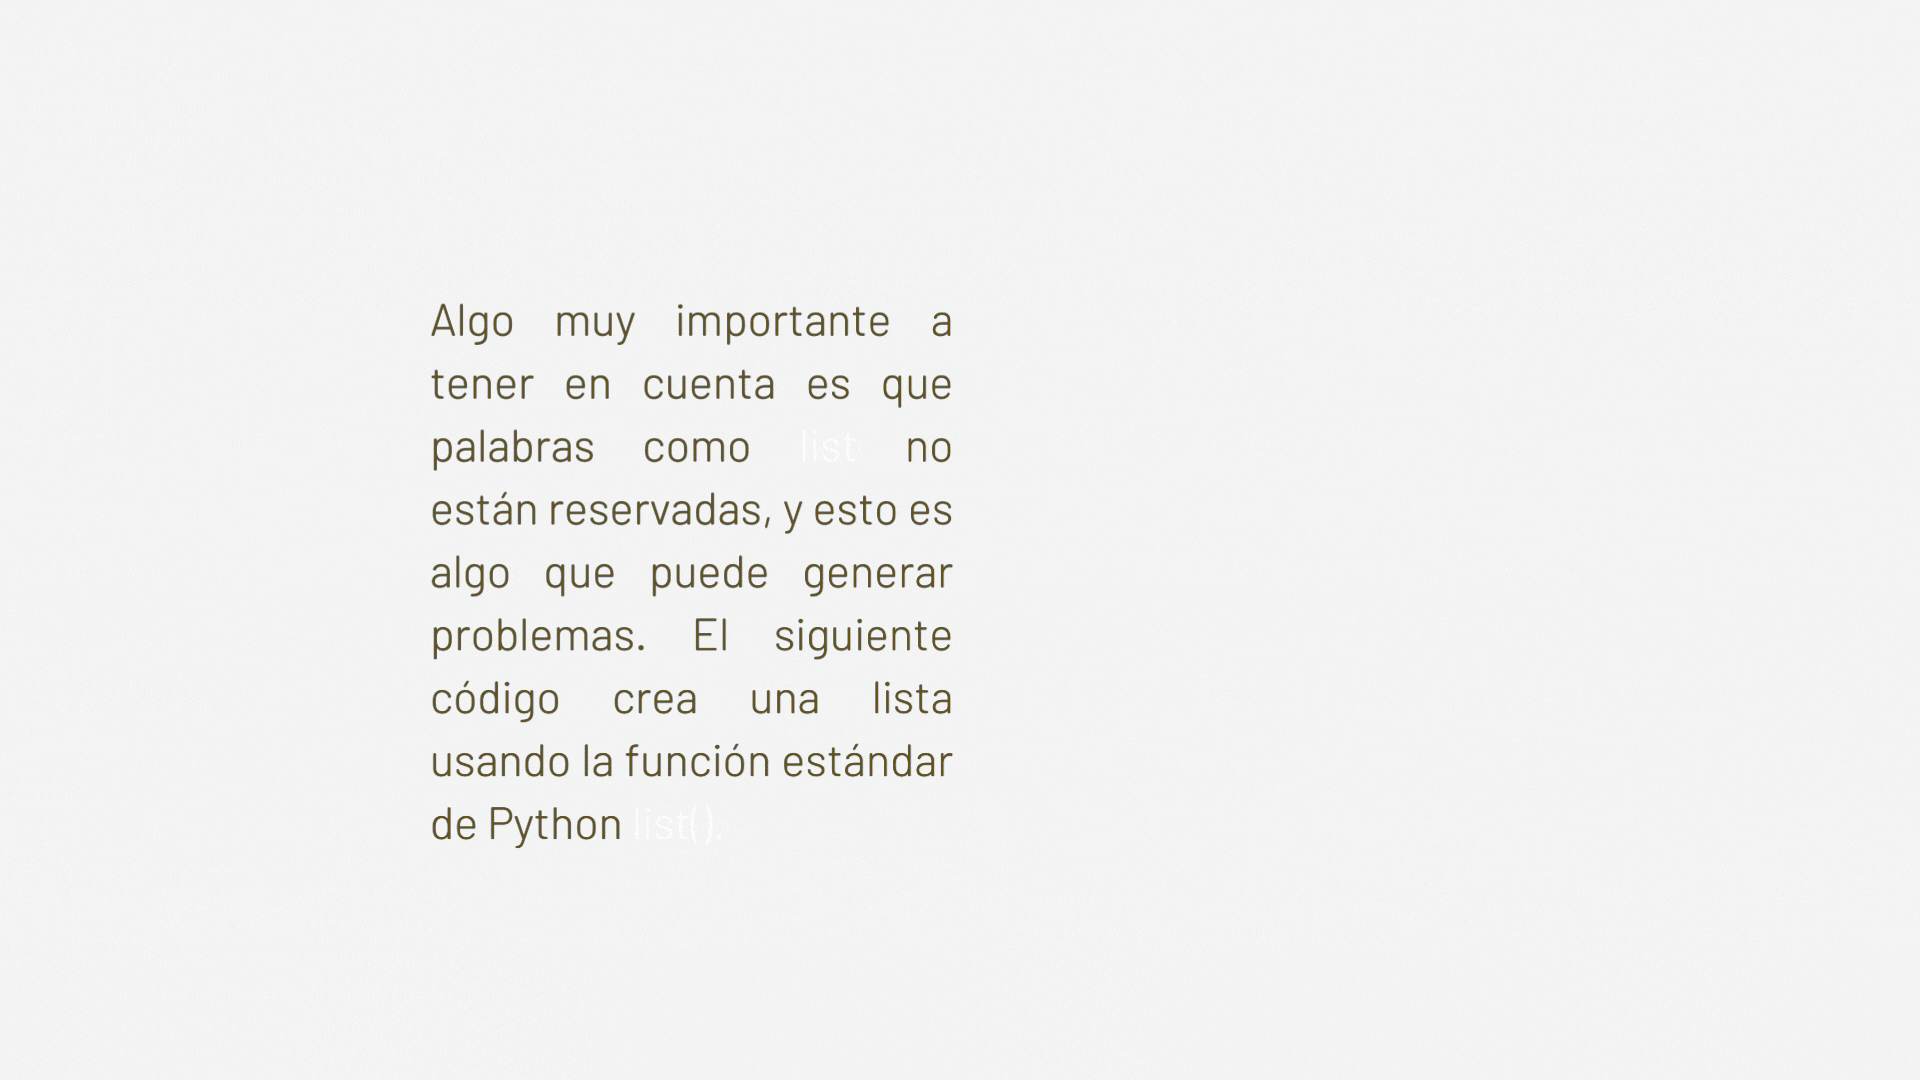 Algo muy importante a
tener en cuenta es que
palabras como list no
están reservadas, y esto es
algo que puede generar
problemas. El siguiente
código crea una lista
usando la función estándar
de Python list().